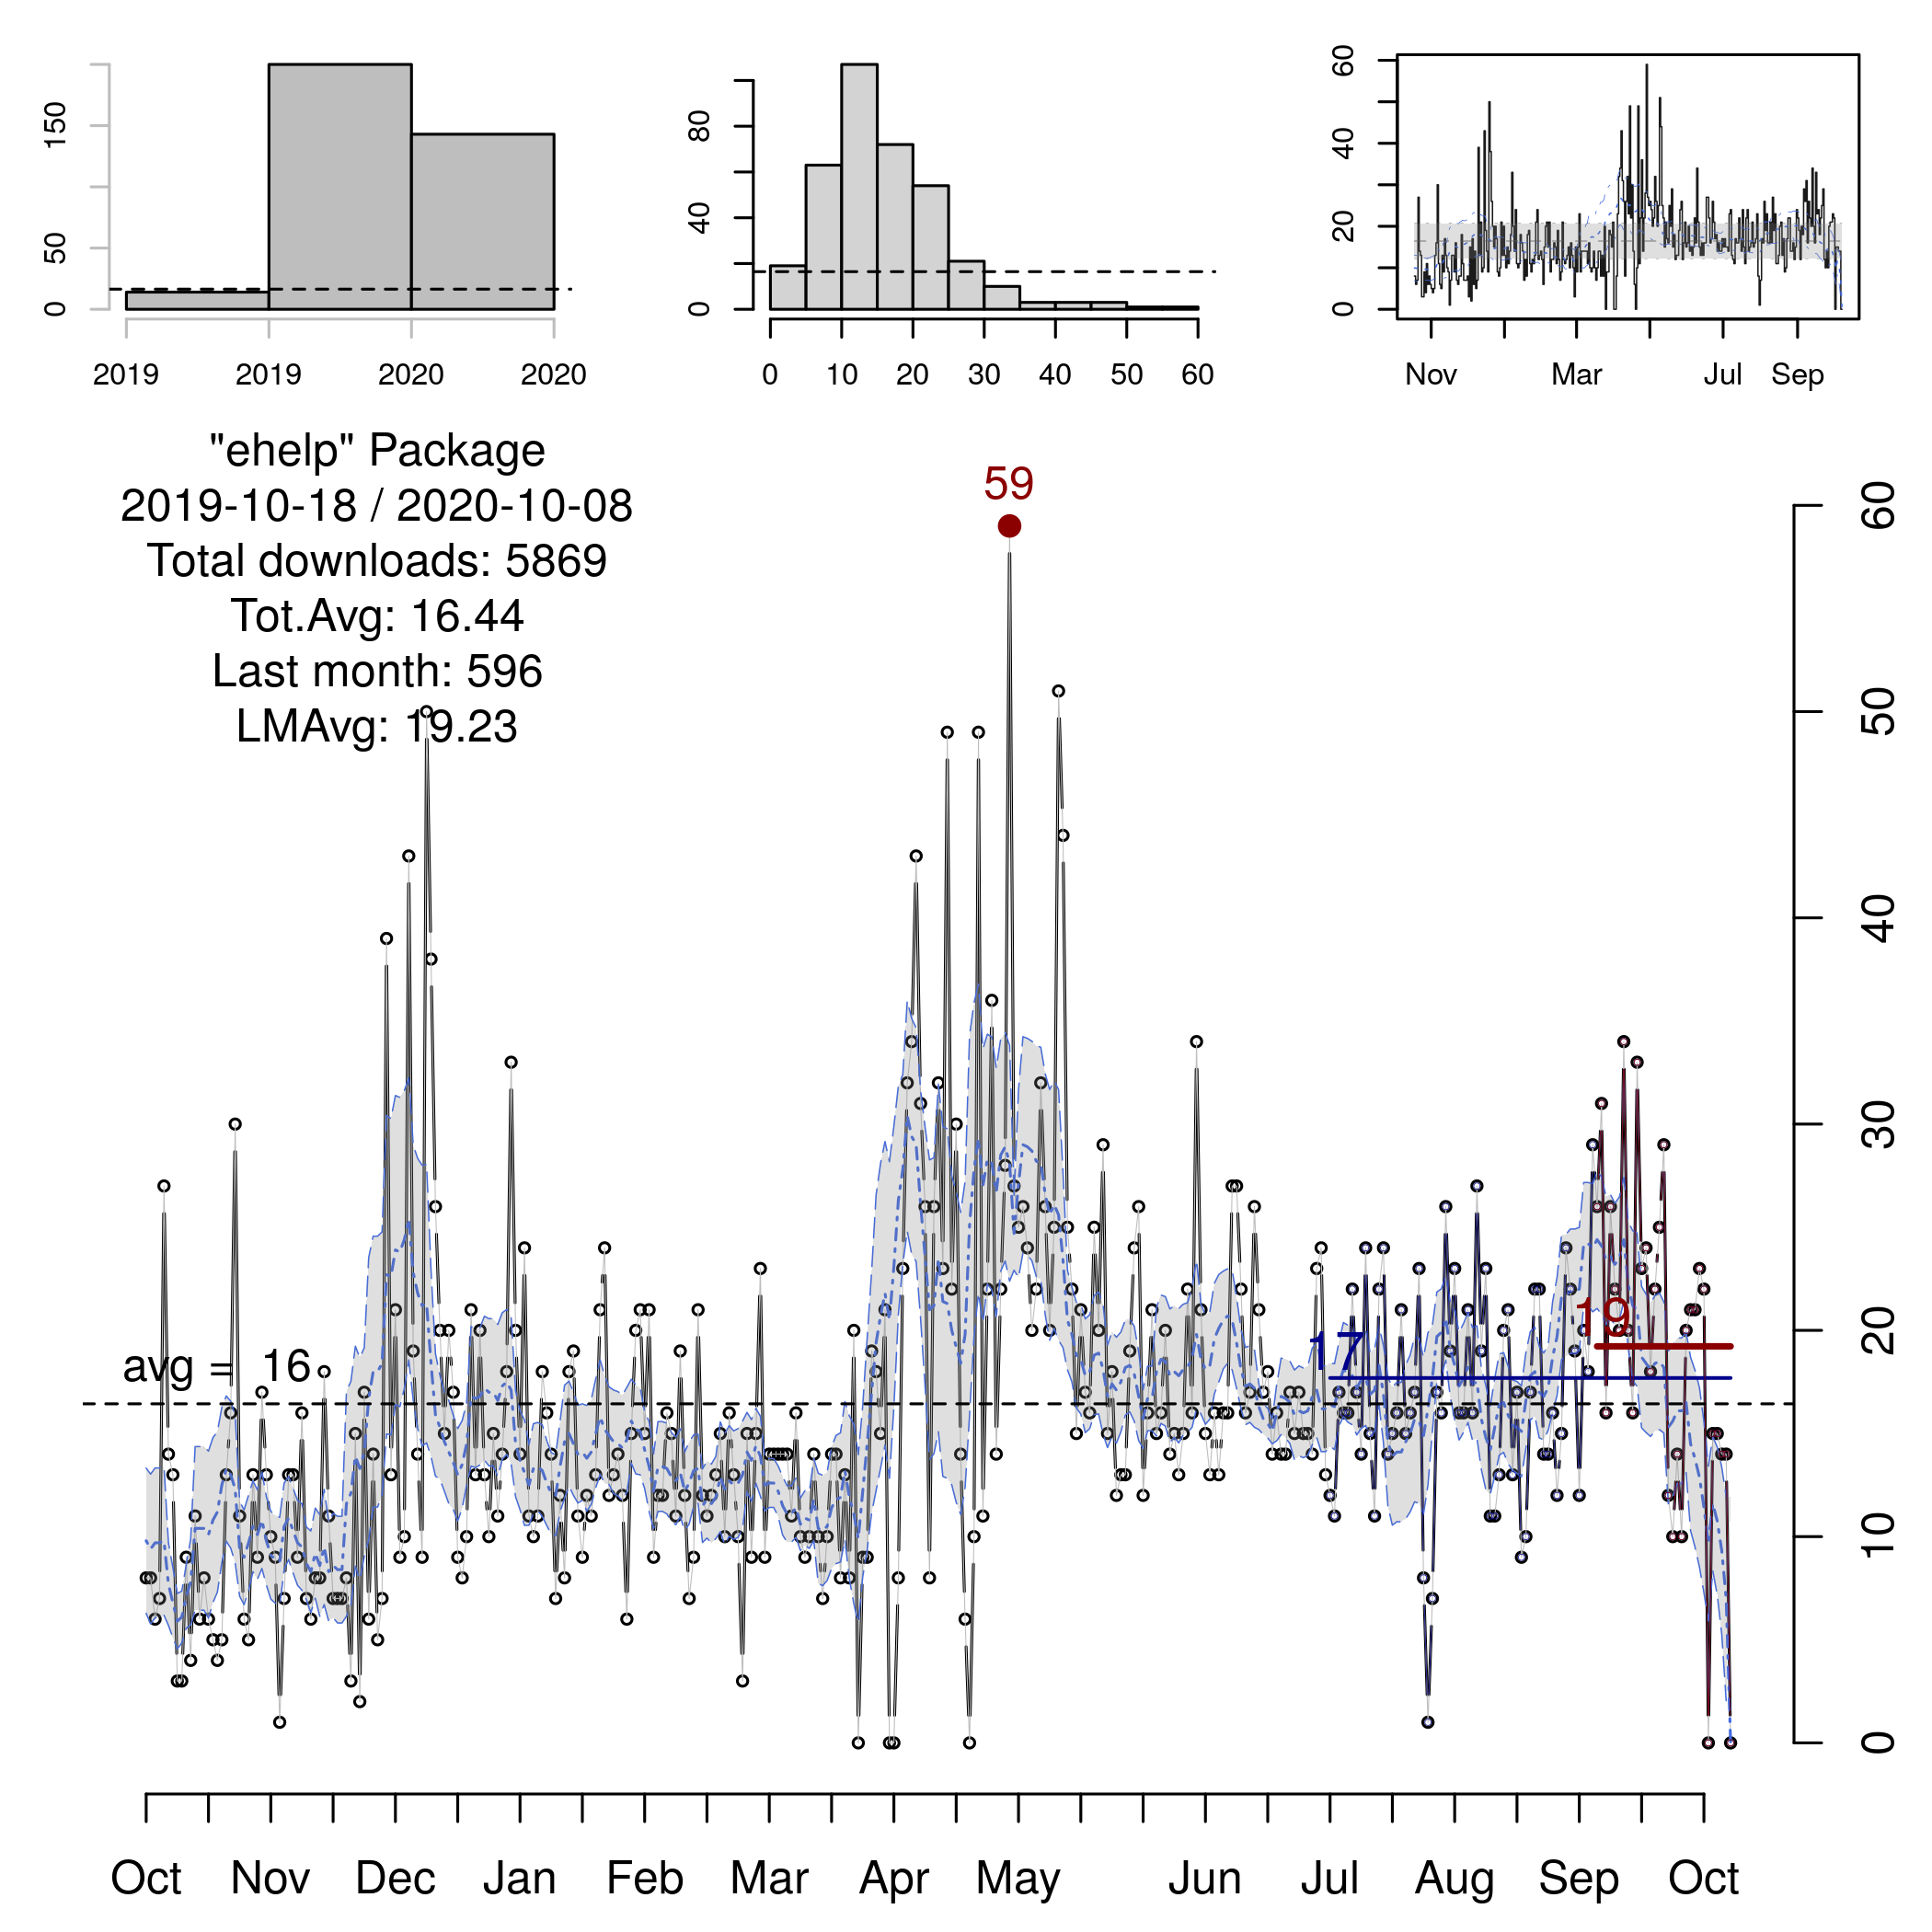 150
50
0
2019 2019 2020 2020
80
40
0
0 10 20 30 40 50 60
60
40
20
0
Nov Mar Jul Sep
"ehelp" Package
2019-10-18 / 2020-10-08
Total downloads: 5869
Tot.Avg: 16.44
Last month: 596
LMAvg: 19.23
59
avg = 16
17
19
60
50
40
30
20
10
0
Oct Nov Dec Jan Feb Mar Apr May Jun Jul Aug Sep Oct